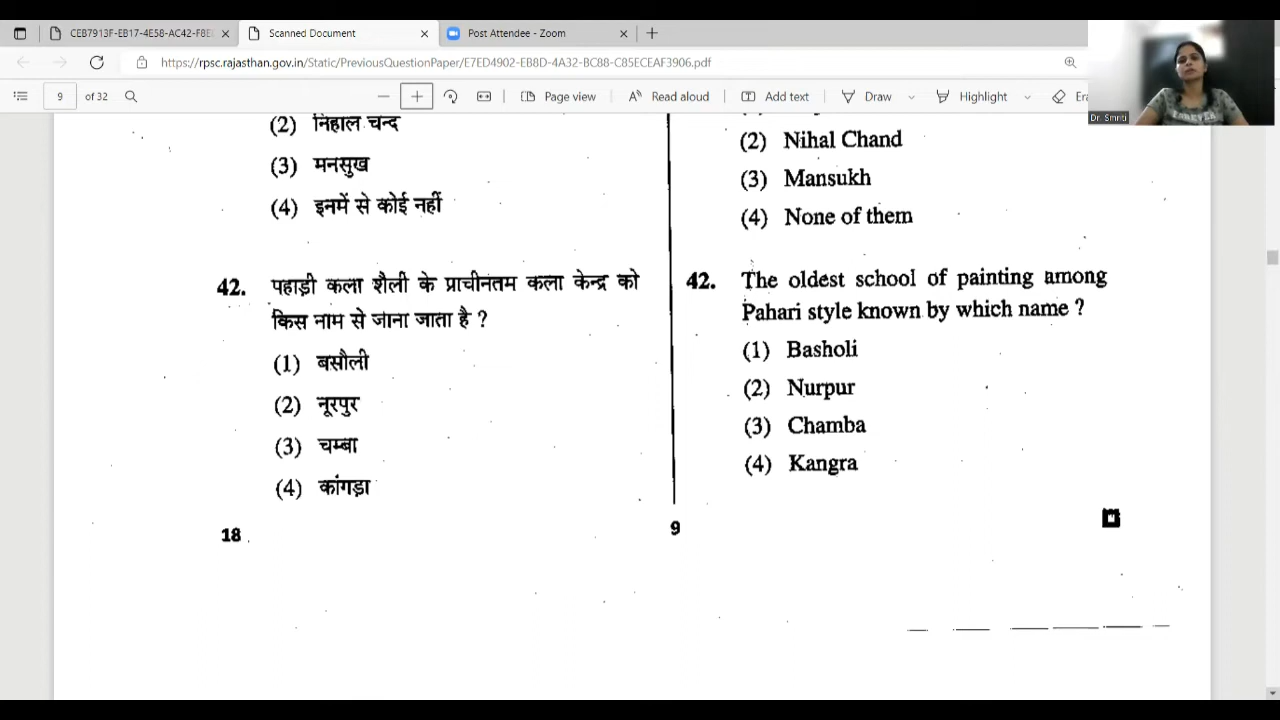 CEB7913F-EB17-4E58-AC42-F8E
Scanned Document
Post Attendee - Zoom
https://rpsc.rajasthan.gov.in/Static/PreviousQuestionPaper/E7ED4902-EB8D-4A32-BC88-C85ECEAF3906.pdf
9 of 32
Page view
Read aloud
Add text
Draw
Highlight
Era
Dr. Smriti
FOREVER
(2) निहाल चन्द
(3) मनसुख
(4) इनमें से कोई नहीं
42. पहाड़ी कला शैली के प्राचीनतम कला केन्द्र को
किस नाम से जाना जाता है ?
(1) बसौली
(2) नूरपुर
(3) चम्बा
(4) कांगड़ा
18
(2) Nihal Chand
(3) Mansukh
(4) None of them
42. The oldest school of painting among
Pahari style known by which name ?
(1) Basholi
(2) Nurpur
(3) Chamba
(4) Kangra
9